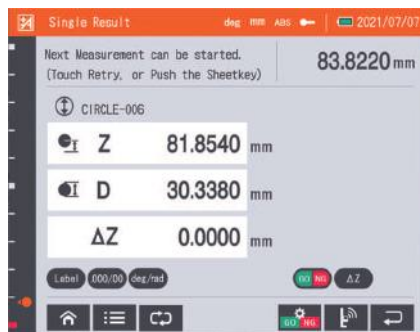 Single Result deg mm ABS 2021/07/07
Next Measurement can be started.
(Touch Retry, or Push the Sheetkey)
83.8220 mm
CIRCLE-006
Z 81.8540 mm
D 30.3380 mm
ΔZ 0.0000 mm
Label .000/00 deg/rad GO NG ΔZ
GO NG